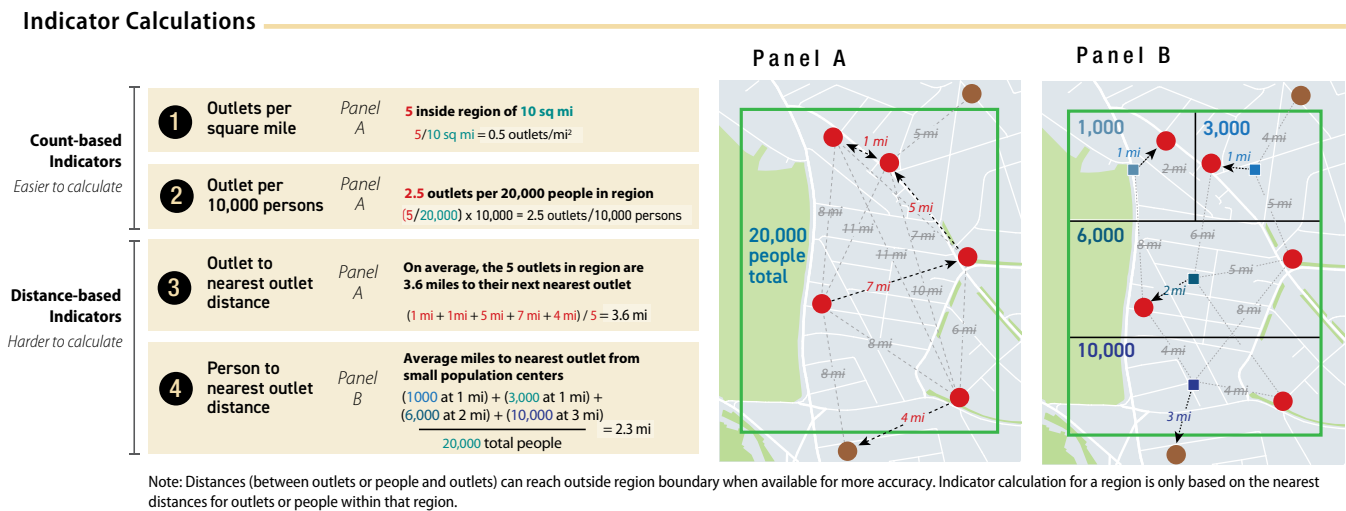 Indicator Calculations
Count-based
Indicators
Easier to calculate
1
Outlets per
square mile
Panel
A
5 inside region of 10 sq mi
5/10 sq mi = 0.5 outlets/mi²
2
Outlet per
10,000 persons
Panel
A
2.5 outlets per 20,000 people in region
(5/20,000) x 10,000 = 2.5 outlets/10,000 persons
Distance-based
Indicators
Harder to calculate
3
Outlet to
nearest outlet
distance
Panel
A
On average, the 5 outlets in region are
3.6 miles to their next nearest outlet
(1 mi + 1mi + 5 mi + 7 mi + 4 mi) / 5 = 3.6 mi
4
Person to
nearest outlet
distance
Panel
B
Average miles to nearest outlet from
small population centers
(1000 at 1 mi) + (3,000 at 1 mi) +
(6,000 at 2 mi) + (10,000 at 3 mi)
= 2.3 mi
20,000 total people
Panel A
5 mi
1 mi
5 mi
8 mi
11 mi
7 mi
11 mi
20,000
people
total
7 mi
10 mi
6 mi
8 mi
8 mi
4 mi
Panel B
1,000
3,000
4 mi
1 mi
2 mi
1 mi
5 mi
6,000
8 mi
6 mi
5 mi
2 mi
8 mi
10,000
4 mi
4 mi
3 mi
Note: Distances (between outlets or people and outlets) can reach outside region boundary when available for more accuracy. Indicator calculation for a region is only based on the nearest
distances for outlets or people within that region.